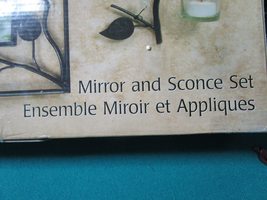 Mirror and Sconce Set
Ensemble Miroir et Appliques